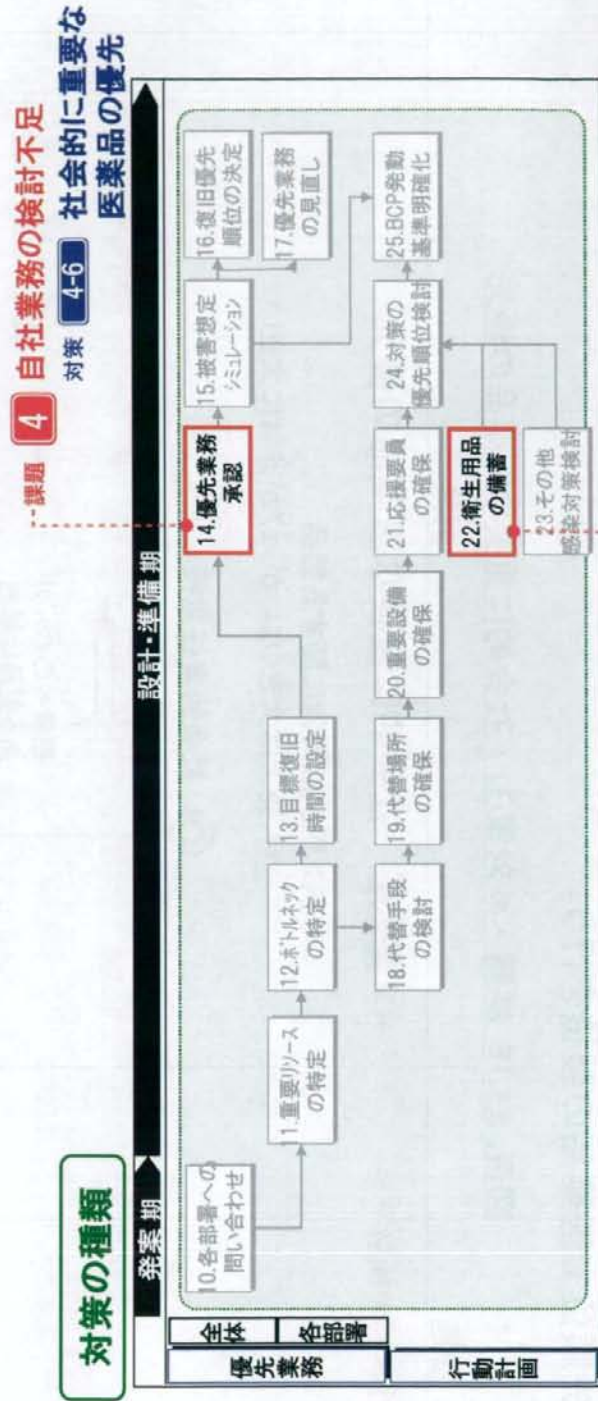 対策の種類
課題 4 自社業務の検討不足
対策 4-6 社会的に重要な
医薬品の優先
発案期
設計・準備期
優先業務
全体
各部署
行動計画
10.各部署への
問い合わせ
11.重要リソース
の特定
12.ボトルネック
の特定
13.目標復旧
時間の設定
14.優先業務
承認
15.被害想定
シミュレーション
16.復旧優先
順位の決定
17.優先業務
の見直し
18.代替手段
の検討
19.代替場所
の確保
20.重要設備
の確保
21.応援要員
の確保
22.衛生用品
の備蓄
23.その他
感染対策検討
24.対策の
優先順位検討
25.BCP発動
基準明確化